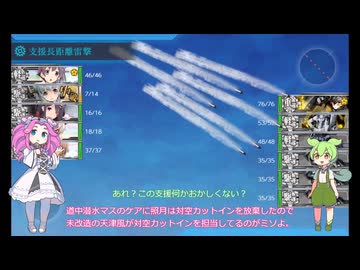 支援長距離雷撃
46/46
7/14
16/16
18/18
37/37
76/76
53/53
48/48
35/35
35/35
35/35
あれ？この支援何かおかしくない？
道中潜水マスのケアに照月は対空カットインを放棄したので
未改造の天津風が対空カットインを担当してるのがミソよ。